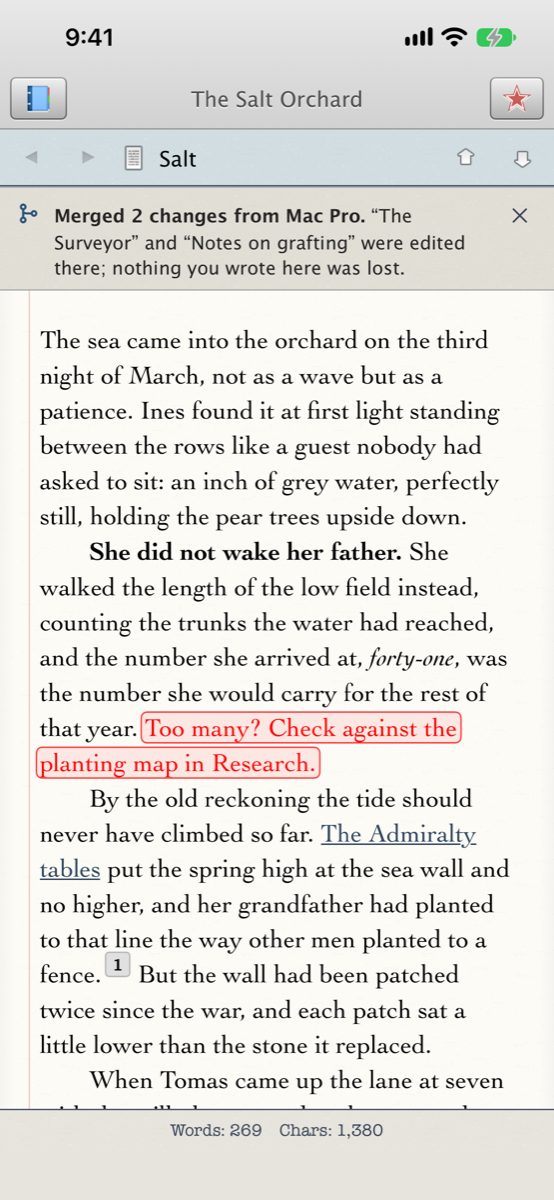 9:41
The Salt Orchard
Salt
Merged 2 changes from Mac Pro. “The
Surveyor” and “Notes on grafting” were edited
there; nothing you wrote here was lost.
The sea came into the orchard on the third
night of March, not as a wave but as a
patience. Ines found it at first light standing
between the rows like a guest nobody had
asked to sit: an inch of grey water, perfectly
still, holding the pear trees upside down.
She did not wake her father. She
walked the length of the low field instead,
counting the trunks the water had reached,
and the number she arrived at, forty-one, was
the number she would carry for the rest of
that year. Too many? Check against the
planting map in Research.
By the old reckoning the tide should
never have climbed so far. The Admiralty
tables put the spring high at the sea wall and
no higher, and her grandfather had planted
to that line the way other men planted to a
fence. 1 But the wall had been patched
twice since the war, and each patch sat a
little lower than the stone it replaced.
When Tomas came up the lane at seven
Words: 269 Chars: 1,380